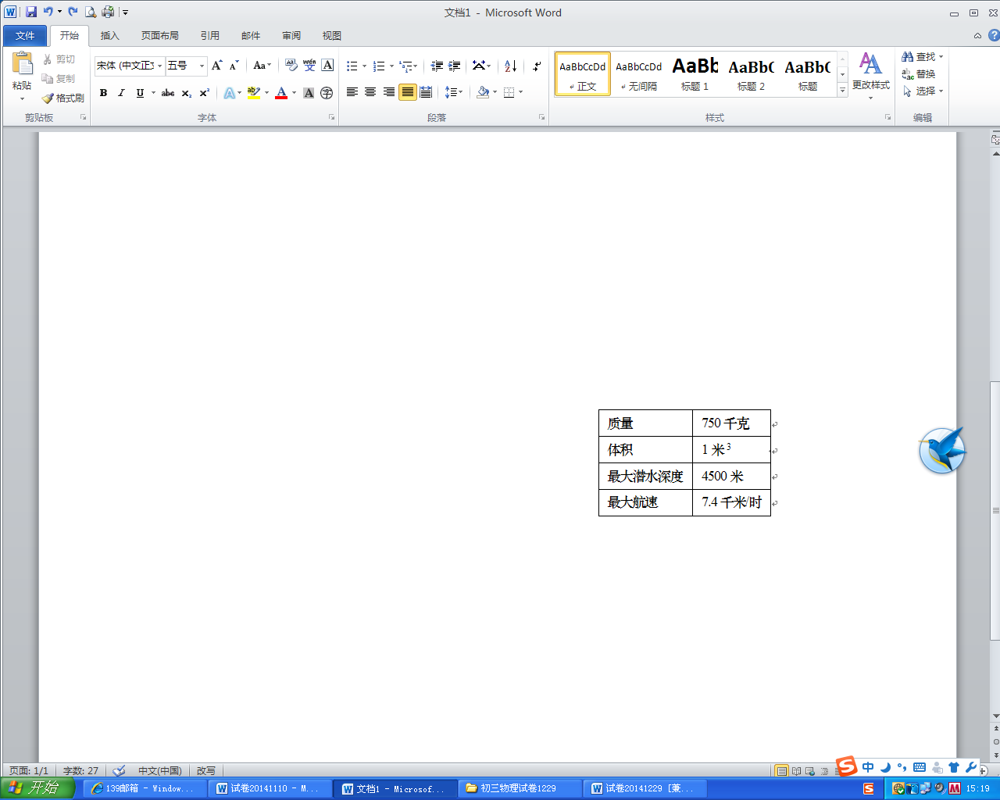 文档1 - Microsoft Word
文件 开始 插入 页面布局 引用 邮件 审阅 视图
粘贴 剪切 复制 格式刷
宋体 (中文正 五号
AaBbCcDd AaBbCcDd AaBb AaBbC AaBbC
正文 无间隔 标题 1 标题 2 标题
更改样式
查找 替换 选择
剪贴板 字体 段落 样式 编辑
质量 750 千克
体积 1 米³
最大潜水深度 4500 米
最大航速 7.4 千米/时
页面: 1/1 字数: 27 中文(中国) 改写
中
开始 139邮箱 - Window... 试卷20141110 - M... 文档1 - Microsof... 初三物理试卷1229 试卷20141229 [兼... 15:19